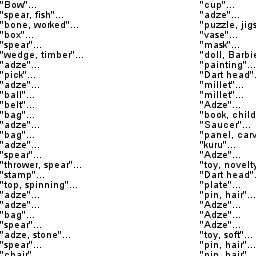 "Bow"...
"spear, fish"...
"bone, worked"...
"box"...
"spear"...
"wedge, timber"...
"adze"...
"pick"...
"adze"...
"ball"...
"belt"...
"bag"...
"adze"...
"bag"...
"adze"...
"spear"...
"thrower, spear"...
"stamp"...
"top, spinning"...
"adze"...
"adze"...
"bag"...
"spear"...
"adze, stone"...
"spear"...
"chair"
"cup"...
"adze"...
"puzzle, jigs
"vase"...
"mask"...
"doll, Barbie
"painting"...
"Dart head"
"millet"...
"millet"...
"Adze"...
"book, child
"Saucer"...
"panel, carv
"kuru"...
"Adze"...
"toy, novelty
"Dart head"
"plate"...
"pin, hair"...
"Adze"...
"Adze"...
"Adze"...
"toy, soft"...
"pin, hair"...
"pin, hair"